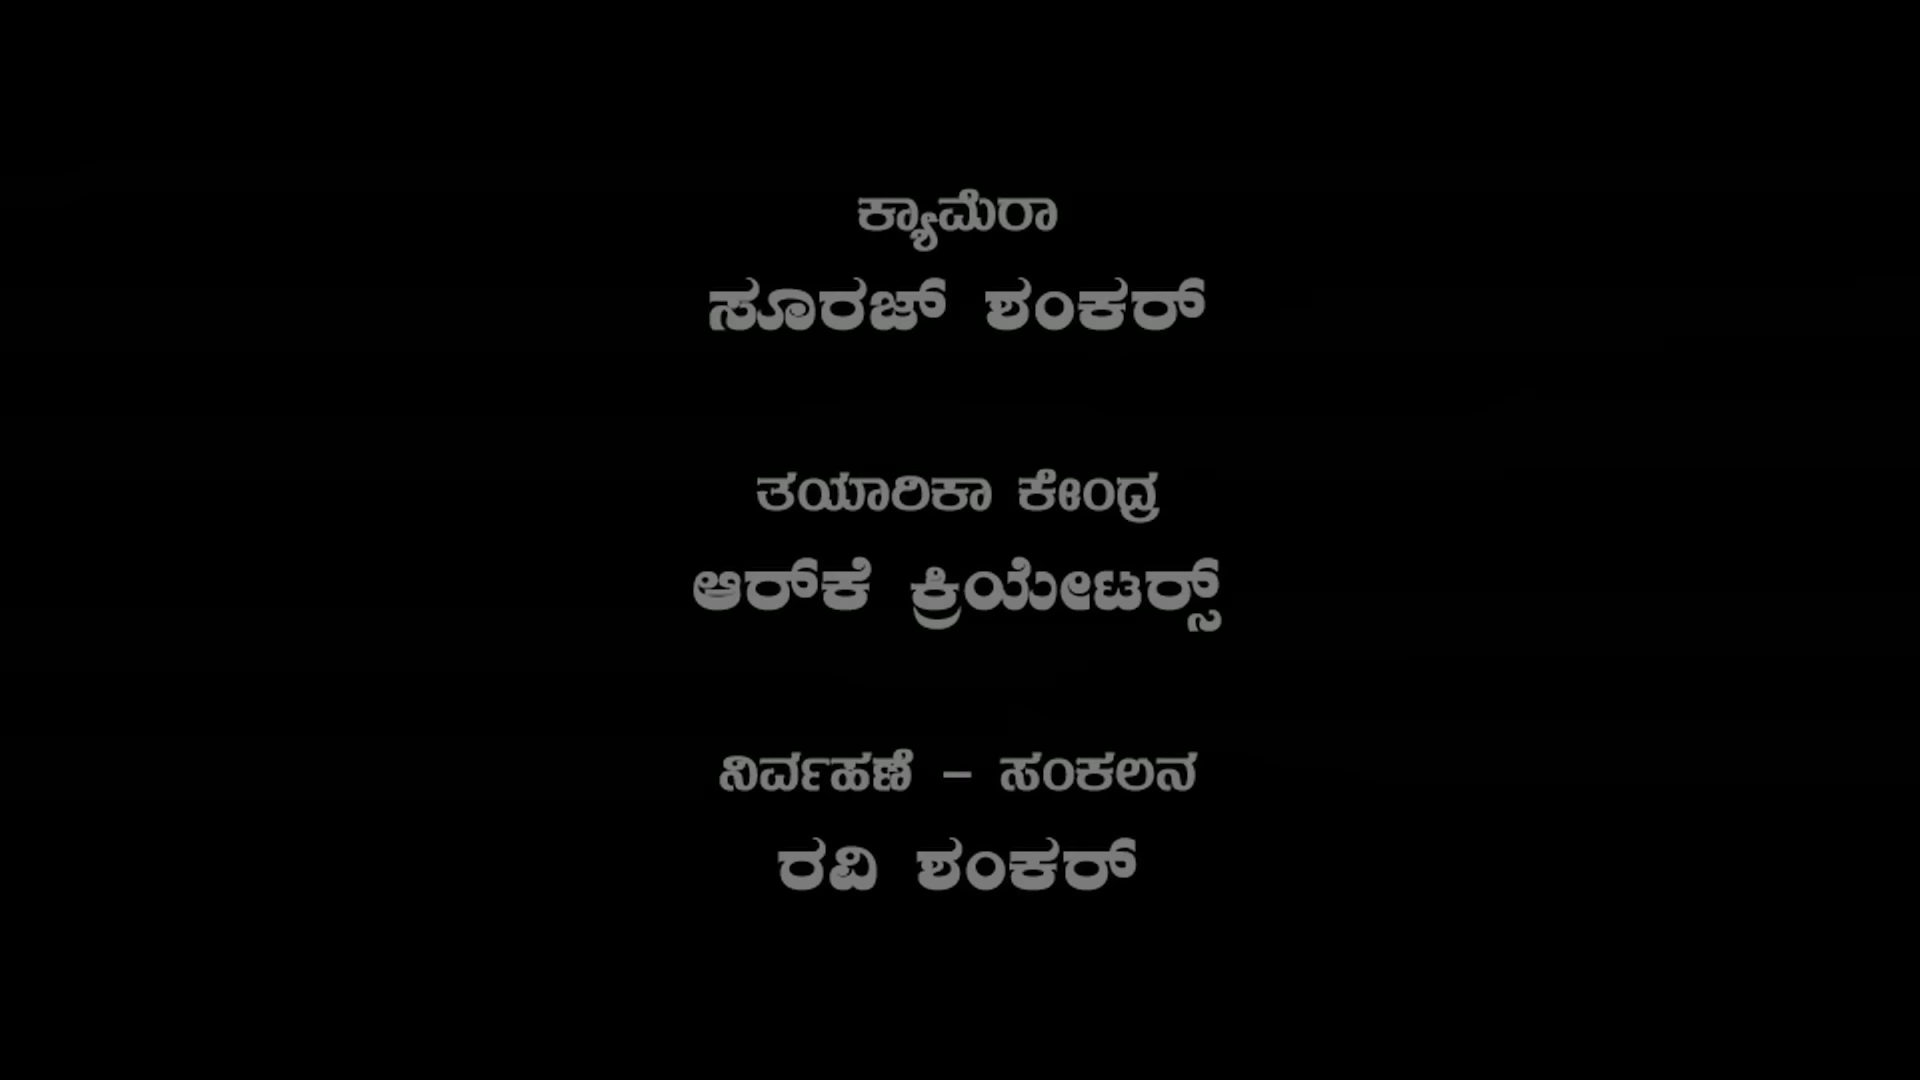 ಕ್ಯಾಮೆರಾ
ಸೂರಜ್ ಶಂಕರ್
ತಯಾರಿಕಾ ಕೇಂದ್ರ
ಆರ್‌ಕೆ ಕ್ರಿಯೇಟರ್ಸ್
ನಿರ್ವಹಣೆ – ಸಂಕಲನ
ರವಿ ಶಂಕರ್